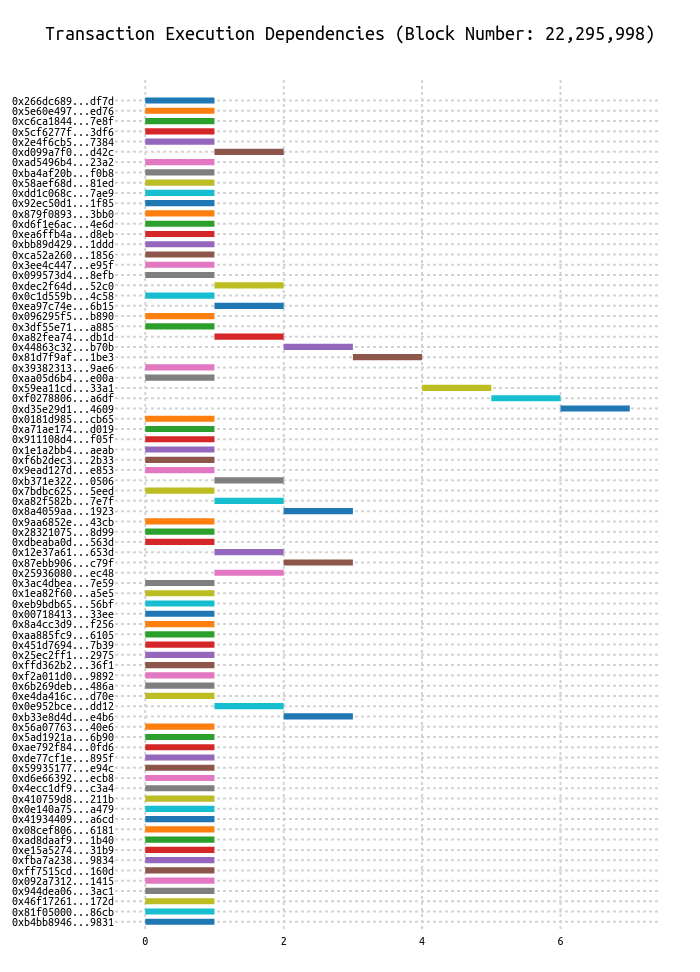 Transaction Execution Dependencies (Block Number: 22,295,998)
0x266dc689...df7d
0x5e60e497...ed76
0xc6ca1844...7e8f
0x5cf6277f...3df6
0x2e4f6cb5...7384
0xd099a7f0...d42c
0xad5496b4...23a2
0xba4af20b...f0b8
0x58aef68d...81ed
0xdd1c068c...7ae9
0x92ec50d1...1f85
0x879f0893...3bb0
0xd6f1e6ac...4e6d
0xea6ffb4a...d8eb
0xbb89d429...1ddd
0xca52a260...1856
0x3ee4c447...e95f
0x099573d4...8efb
0xdec2f64d...52c0
0x0c1d559b...4c58
0xea97c74e...6b15
0x096295f5...b890
0x3df55e71...a885
0xa82fea74...db1d
0x44863c32...b70b
0x81d7f9af...1be3
0x39382313...9ae6
0xaa05d6b4...e00a
0x59ea11cd...33a1
0xf0278806...a6df
0xd35e29d1...4609
0x0181d985...cb65
0xa71ae174...d019
0x911108d4...f05f
0x1e1a2bb4...aeab
0xf6b2dec3...2b33
0x9ead127d...e853
0xb371e322...0506
0x7bdbc625...5eed
0xa82f582b...7e7f
0x8a4059aa...1923
0x9aa6852e...43cb
0x28321075...8d99
0xdbeaba0d...563d
0x12e37a61...653d
0x87ebb906...c79f
0x25936080...ec48
0x3ac4dbea...7e59
0x1ea82f60...a5e5
0xeb9bdb65...56bf
0x00718413...33ee
0x8a4cc3d9...f256
0xaa885fc9...6105
0x451d7694...7b39
0x25ec2ff1...2975
0xffd362b2...36f1
0xf2a011d0...9892
0x6b269deb...486a
0xe4da416c...d70e
0x0e952bce...dd12
0xb33e8d4d...e4b6
0x56a07763...40e6
0x5ad1921a...6b90
0xae792f84...0fd6
0xde77cf1e...895f
0x59935177...e94c
0xd6e66392...ecb8
0x4ecc1df9...c3a4
0x410759d8...211b
0x0e140a75...a479
0x41934409...a6cd
0x08cef806...6181
0xad8daaf9...1b40
0xe15a5274...31b9
0xfba7a238...9834
0xff7515cd...160d
0x092a7312...1415
0x944dea06...3ac1
0x46f17261...172d
0x81f05000...86cb
0xb4bb8946...9831
0 2 4 6